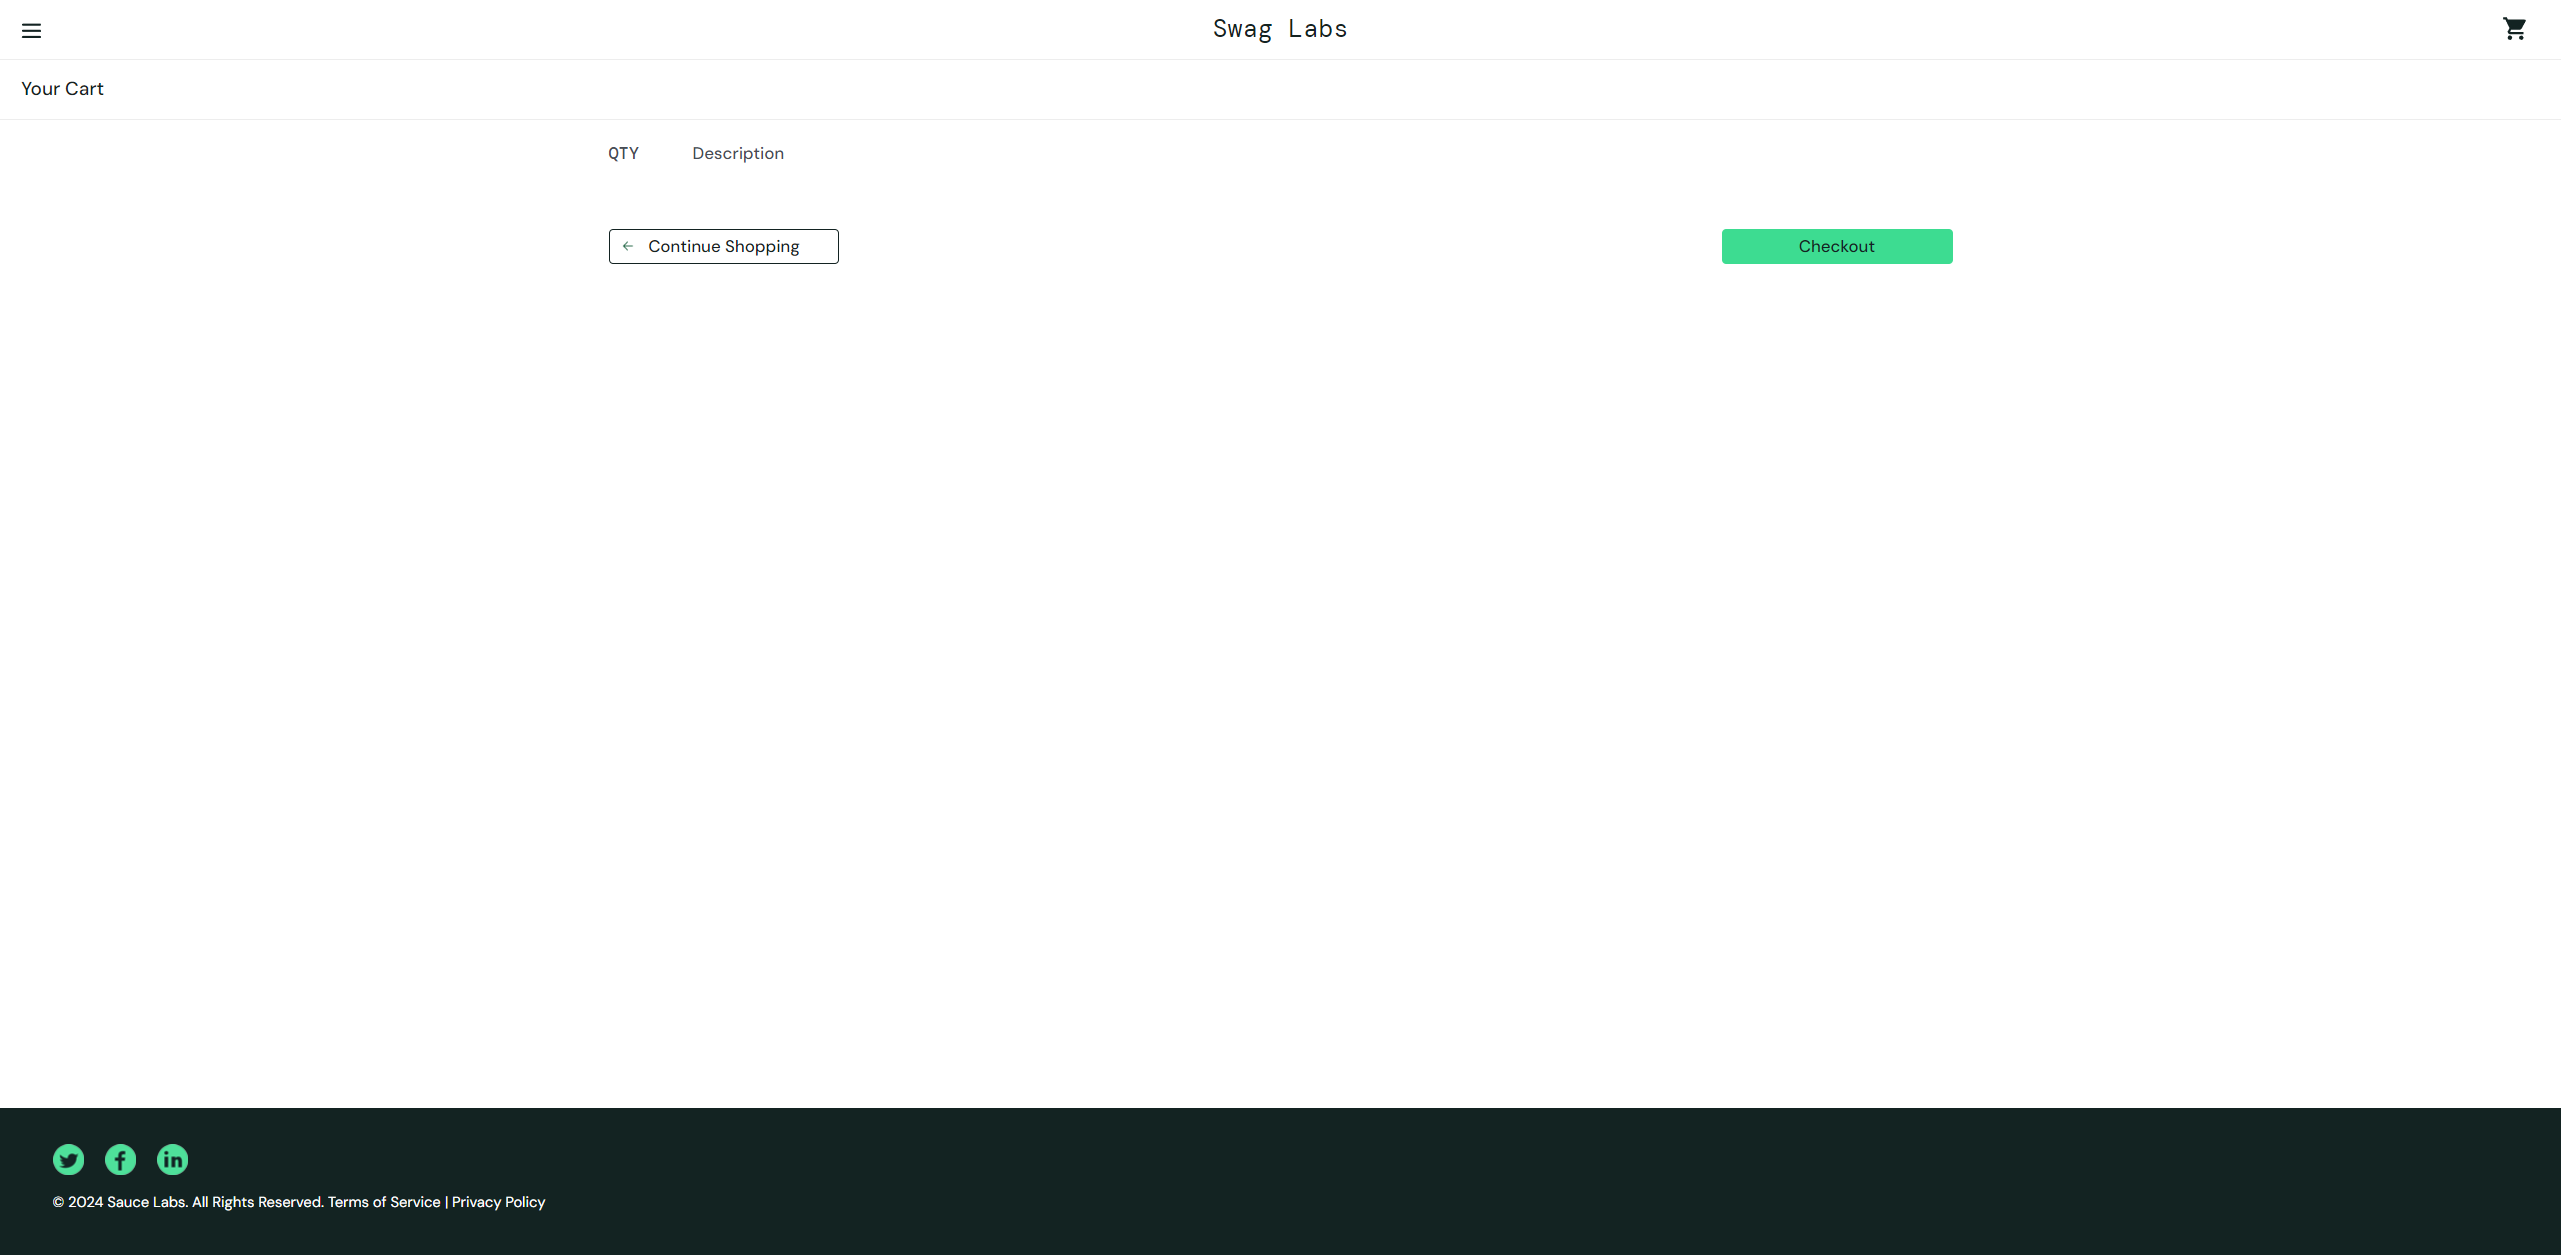 Swag Labs
Your Cart
QTY Description
Continue Shopping
Checkout
© 2024 Sauce Labs. All Rights Reserved. Terms of Service | Privacy Policy